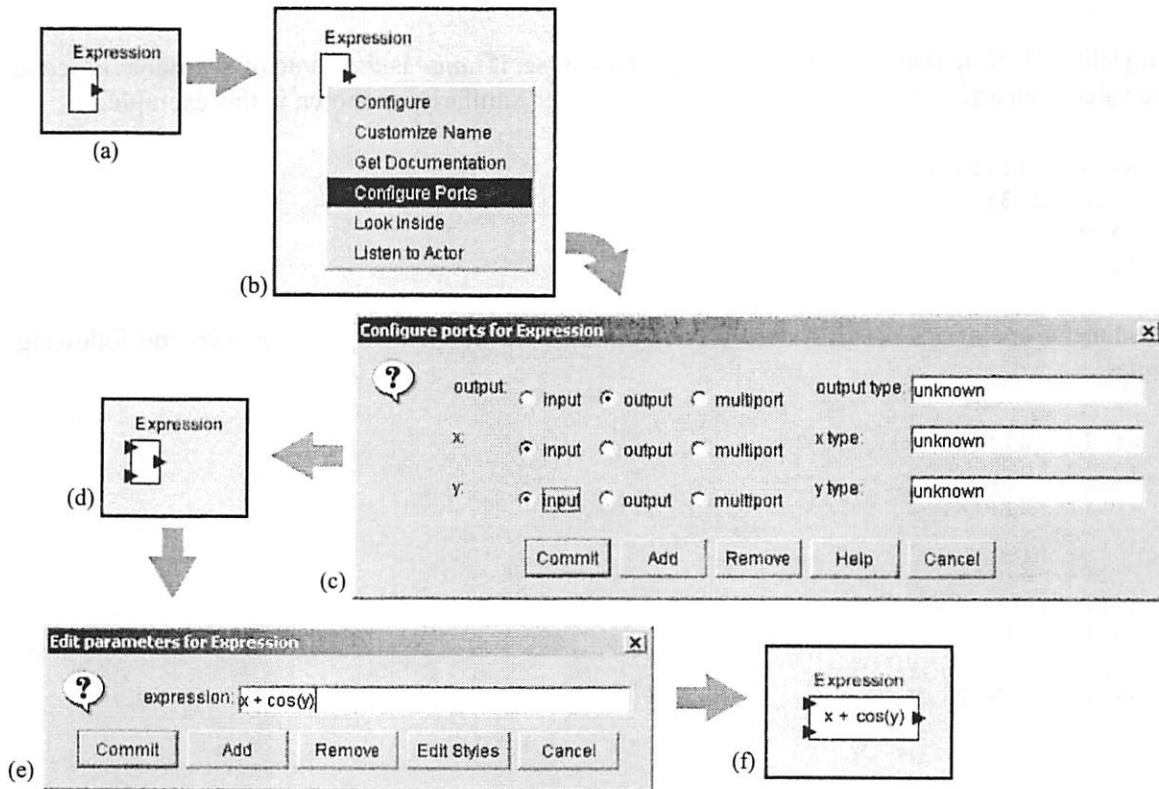 Expression
(a)
Expression
Configure
Customize Name
Get Documentation
Configure Ports
Look Inside
Listen to Actor
(b)
Configure ports for Expression
output: input output multiport output type: unknown
x: input output multiport x type: unknown
y: input output multiport y type: unknown
Commit Add Remove Help Cancel
(c)
Expression
(d)
Edit parameters for Expression
expression: x + cos(y)
Commit Add Remove Edit Styles Cancel
(e)
Expression
x + cos(y)
(f)